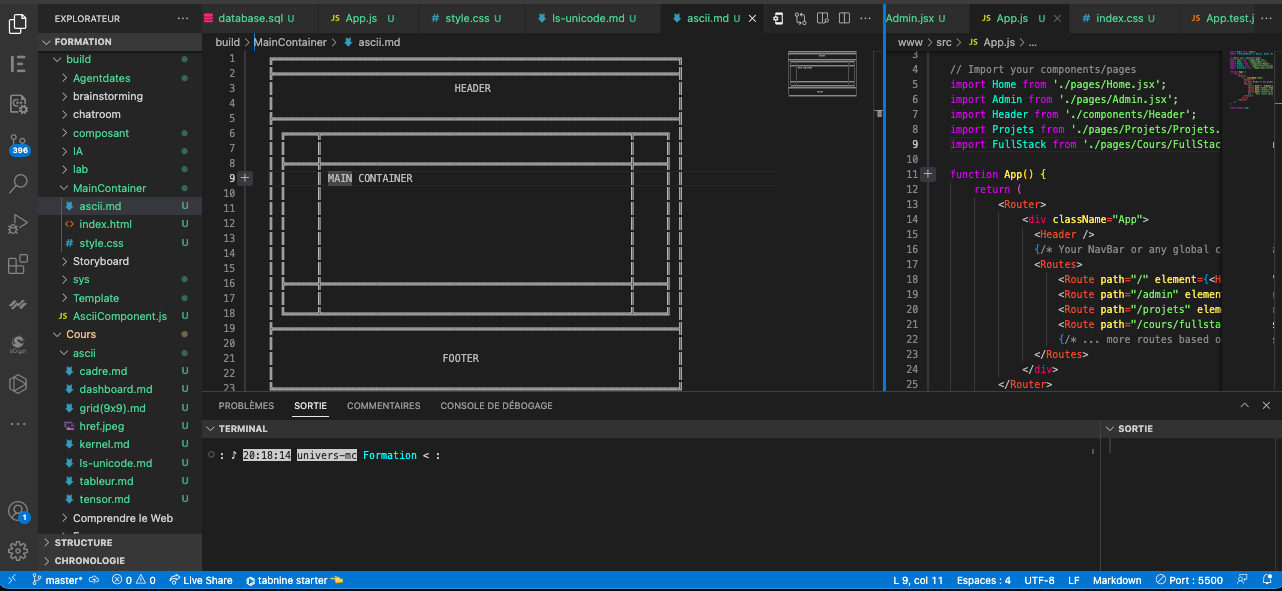 EXPLORATEUR
FORMATION
build
Agentdates
brainstorming
chatroom
composant
IA
lab
MainContainer
ascii.md U
index.html U
style.css U
Storyboard
sys
Template
AsciiComponent.js U
Cours
ascii
cadre.md U
dashboard.md U
grid(9x9).md U
href.jpeg U
kernel.md U
ls-unicode.md U
tableur.md U
tensor.md U
Comprendre le Web
STRUCTURE
CHRONOLOGIE
396
sCrypt
1
database.sql U
JS App.js U
# style.css U
ls-unicode.md U
ascii.md U
build > MainContainer > ascii.md
1
2
3 HEADER
4
5
6
7
8
9 MAIN CONTAINER
10
11
12
13
14
15
16
17
18
19
20
21 FOOTER
22
23
Admin.jsx U
JS App.js U
# index.css U
JS App.test.j
www > src > JS App.js > ...
3
4 // Import your components/pages
5 import Home from './pages/Home.jsx';
6 import Admin from './pages/Admin.jsx';
7 import Header from './components/Header';
8 import Projets from './pages/Projets/Projets.
9 import FullStack from './pages/Cours/FullStac
10
11 function App() {
12 return (
13 <Router>
14 <div className="App">
15 <Header />
16 {/* Your NavBar or any global c
17 <Routes>
18 <Route path="/" element={<H
19 <Route path="/admin" elemen
20 <Route path="/projets" elem
21 <Route path="/cours/fullsta
22 {/* ... more routes based o
23 </Routes>
24 </div>
25 </Router>
PROBLÈMES SORTIE COMMENTAIRES CONSOLE DE DÉBOGAGE
TERMINAL
: ♪ 20:18:14 univers-mc Formation < :
SORTIE
master* 0 0 Live Share tabnine starter 👈 L 9, col 11 Espaces : 4 UTF-8 LF Markdown Port : 5500